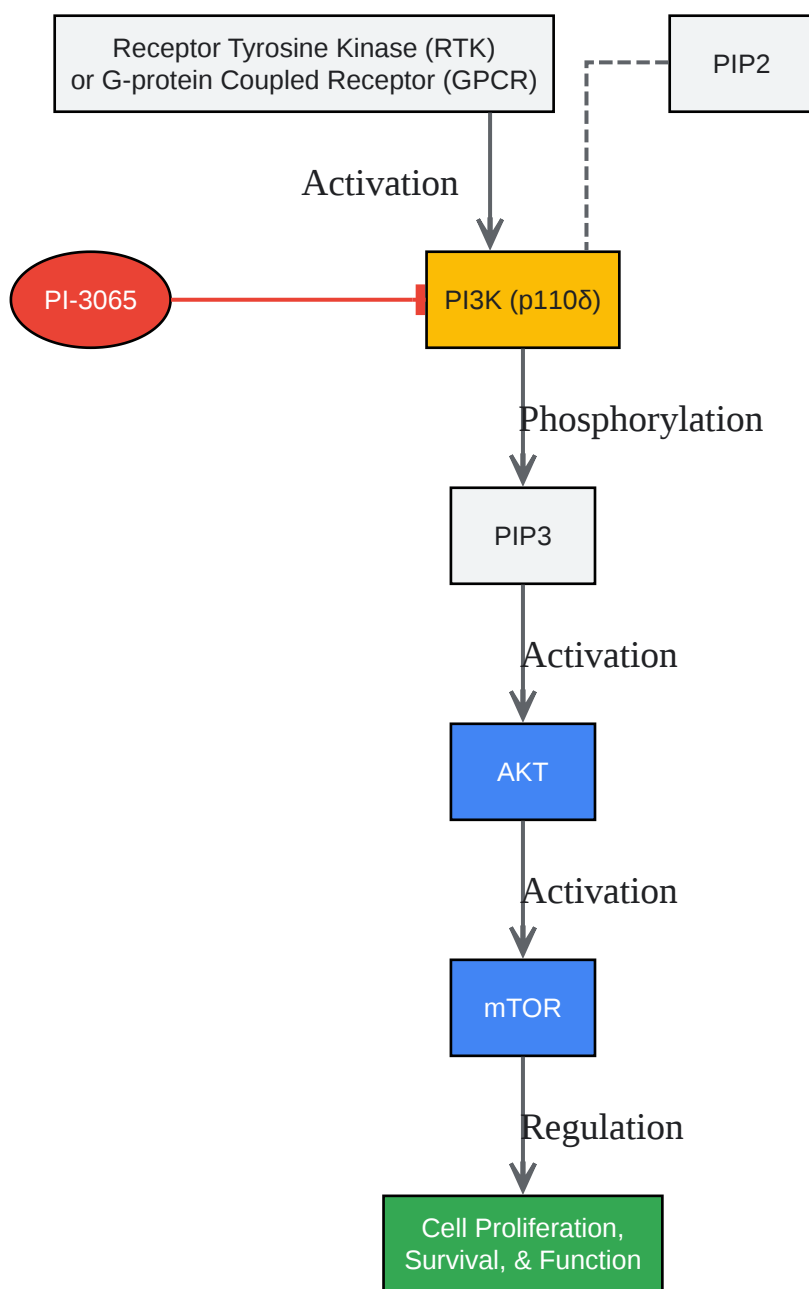 Receptor Tyrosine Kinase (RTK)
or G-protein Coupled Receptor (GPCR)
PIP2
Activation
PI-3065
PI3K (p110δ)
Phosphorylation
PIP3
Activation
AKT
Activation
mTOR
Regulation
Cell Proliferation,
Survival, & Function